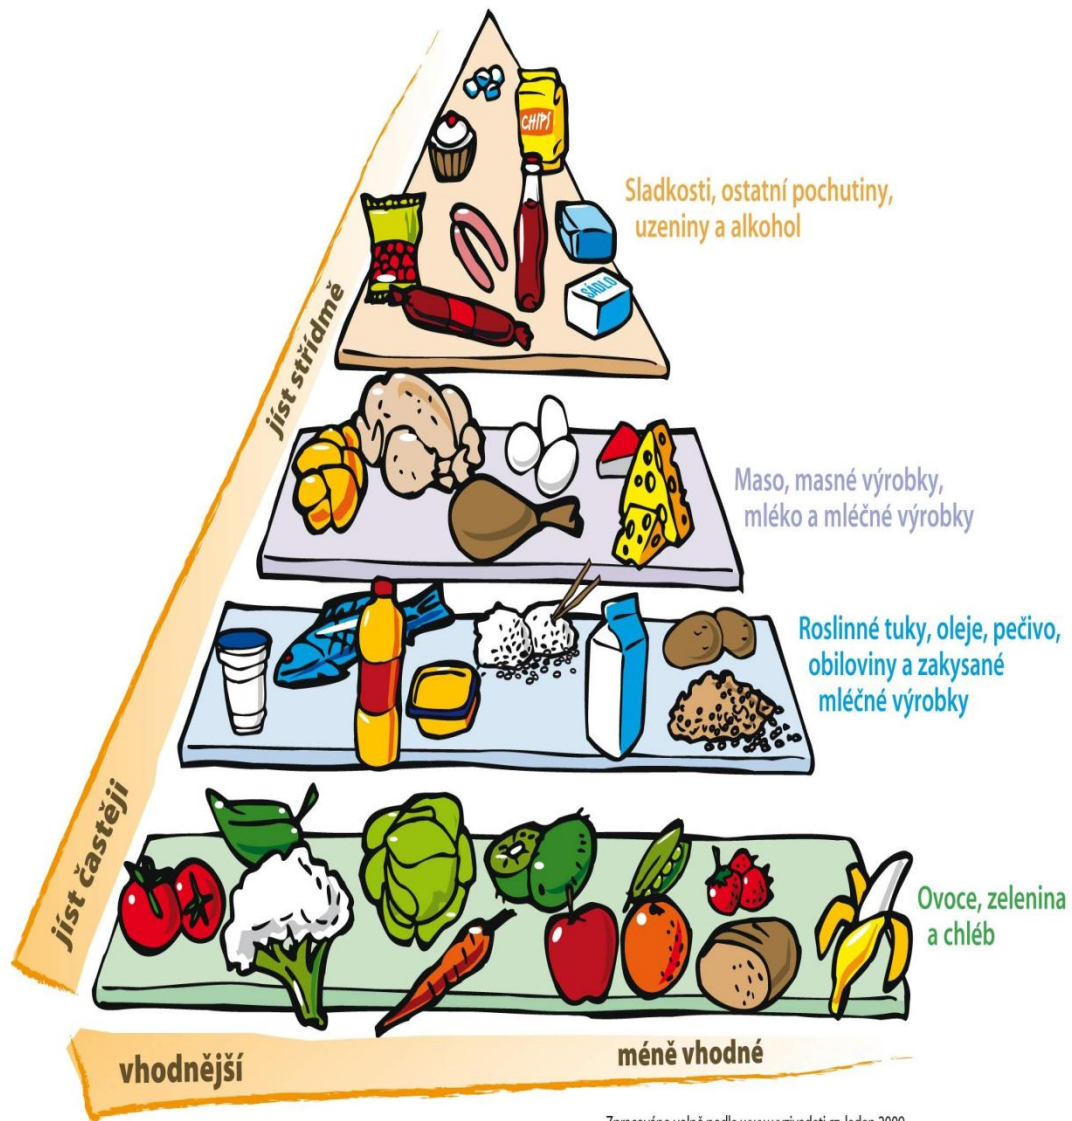 CHIPS
Sladkosti, ostatní pochutiny,
uzeniny a alkohol
SÁDLO
jíst střídmě
Maso, masné výrobky,
mléko a mléčné výrobky
Roslinné tuky, oleje, pečivo,
obiloviny a zakysané
mléčné výrobky
jíst častěji
Ovoce, zelenina
a chléb
vhodnější
méně vhodné